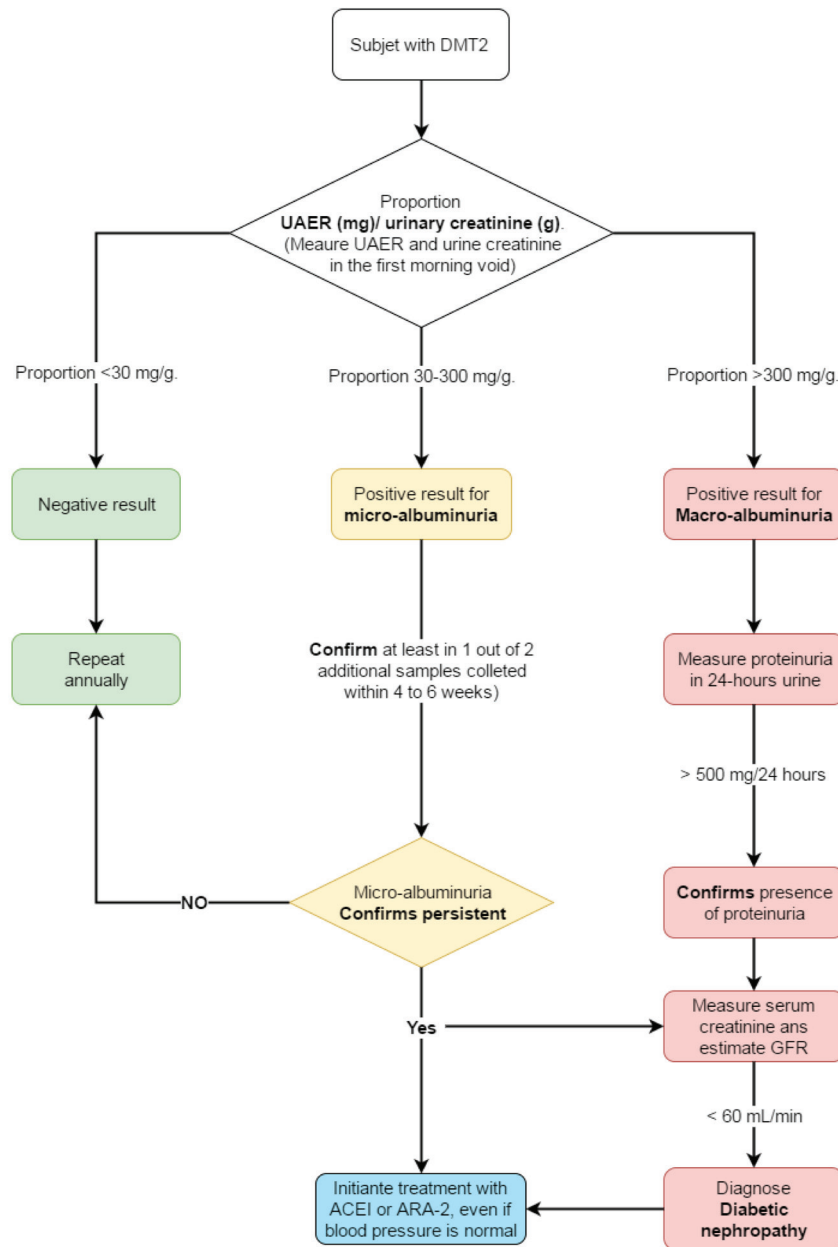 Subjet with DMT2
Proportion
UAER (mg)/ urinary creatinine (g).
(Meaure UAER and urine creatinine
in the first morning void)
Proportion <30 mg/g.
Proportion 30-300 mg/g.
Proportion >300 mg/g.
Negative result
Positive result for
micro-albuminuria
Positive result for
Macro-albuminuria
Repeat
annually
Confirm at least in 1 out of 2
additional samples colleted
within 4 to 6 weeks)
Measure proteinuria
in 24-hours urine
> 500 mg/24 hours
Micro-albuminuria
Confirms persistent
NO
Confirms presence
of proteinuria
Yes
Measure serum
creatinine ans
estimate GFR
< 60 mL/min
Initiante treatment with
ACEI or ARA-2, even if
blood pressure is normal
Diagnose
Diabetic
nephropathy